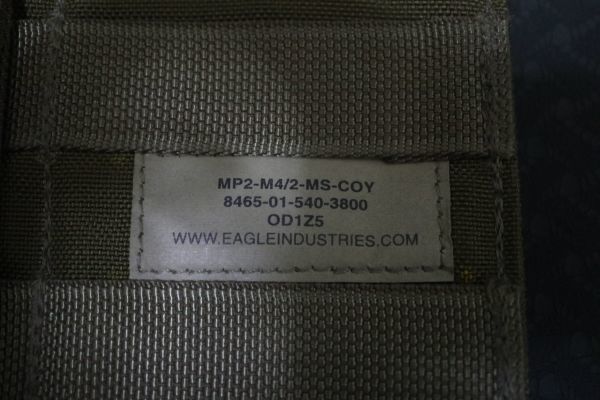 MP2-M4/2-MS-COY
8465-01-540-3800
OD1Z5
WWW.EAGLEINDUSTRIES.COM